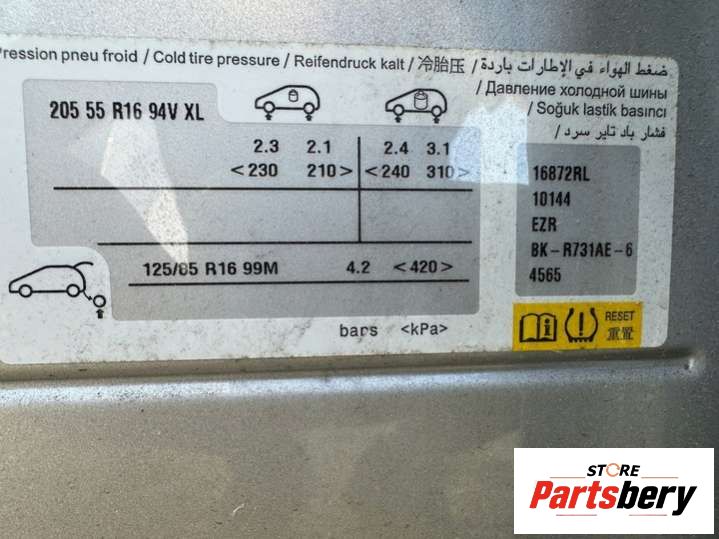 ression pneu froid / Cold tire pressure / Reifendruck kalt / 冷胎压 / ضغط الهواء في الإطارات باردة
/ Давление холодной шины
/ Soğuk lastik basıncı
/ فشار باد تایر سرد
205 55 R16 94V XL
2.3 2.1 2.4 3.1
<230 210> <240 310>
125/85 R16 99M 4.2 <420>
bars <kPa>
16872RL
10144
EZR
BK-R731AE-6
4565
RESET
重置
STORE
Partsbery